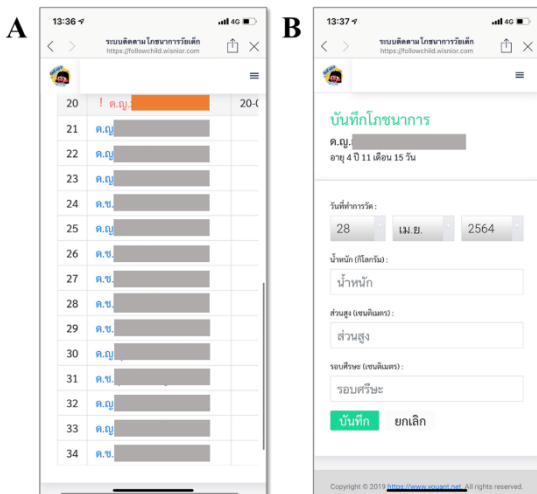 A
13:36
4G
ระบบติดตามโภชนาการวัยเด็ก
https://followchild.wisnior.com
20 ! ด.ญ. 20-0
21 ด.ญ
22 ด.ญ
23 ด.ญ
24 ด.ช.
25 ด.ญ
26 ด.ช.
27 ด.ช.
28 ด.ช.
29 ด.ช.
30 ด.ญ
31 ด.ช.
32 ด.ญ
33 ด.ญ
34 ด.ช.
B
13:37
4G
ระบบติดตามโภชนาการวัยเด็ก
https://followchild.wisnior.com
บันทึกโภชนาการ
ด.ญ.
อายุ 4 ปี 11 เดือน 15 วัน
วันที่ทำการวัด :
28 เม.ย. 2564
น้ำหนัก (กิโลกรัม) :
น้ำหนัก
ส่วนสูง (เซนติเมตร) :
ส่วนสูง
รอบศีรษะ (เซนติเมตร) :
รอบศรีษะ
บันทึก ยกเลิก
Copyright © 2019 https://www.youant.net. All rights reserved.